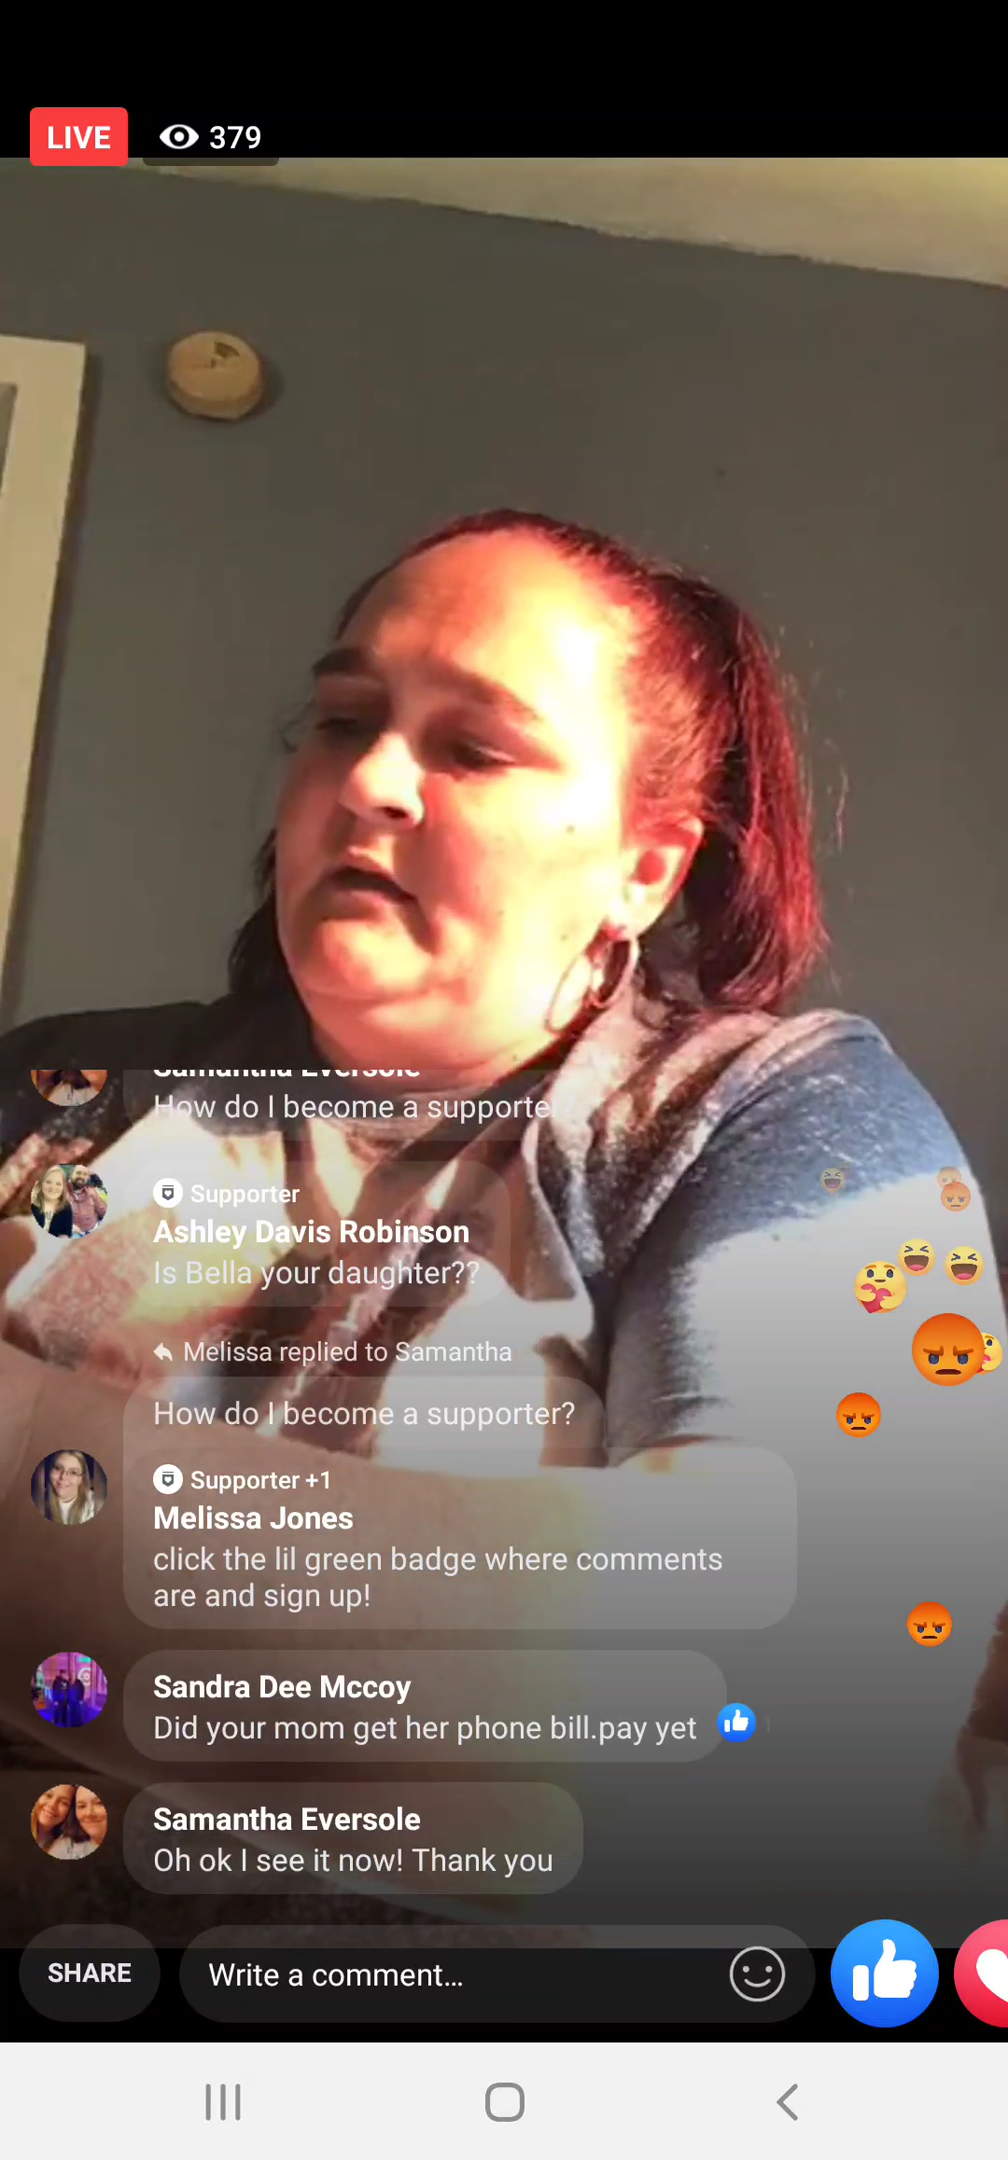 LIVE 379
Samantha Eversole
How do I become a supporte
Supporter
Ashley Davis Robinson
Is Bella your daughter??
Melissa replied to Samantha
How do I become a supporter?
Supporter +1
Melissa Jones
click the lil green badge where comments
are and sign up!
Sandra Dee Mccoy
Did your mom get her phone bill.pay yet
Samantha Eversole
Oh ok I see it now! Thank you
SHARE Write a comment...